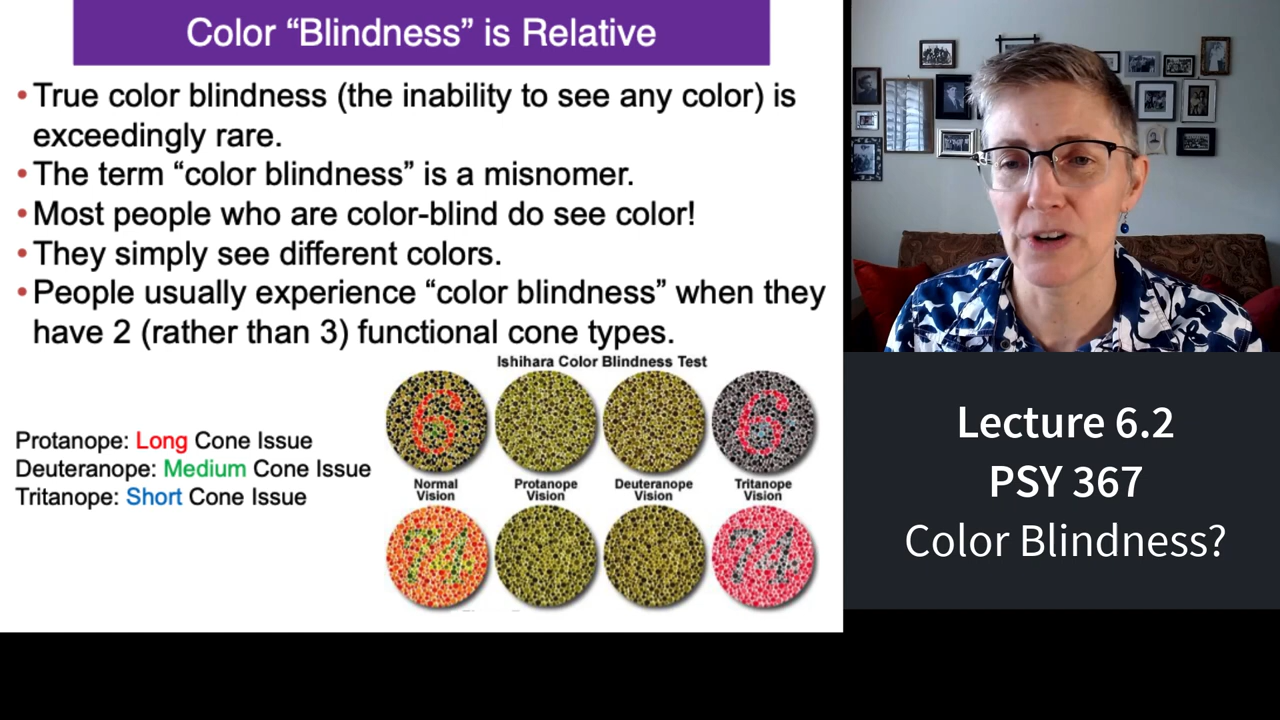 Color “Blindness” is Relative
•True color blindness (the inability to see any color) is
exceedingly rare.
•The term “color blindness” is a misnomer.
•Most people who are color-blind do see color!
•They simply see different colors.
•People usually experience “color blindness” when they
have 2 (rather than 3) functional cone types.
Ishihara Color Blindness Test
6
6
Protanope: Long Cone Issue
Deuteranope: Medium Cone Issue
Tritanope: Short Cone Issue
Normal
Vision
Protanope
Vision
Deuteranope
Vision
Tritanope
Vision
74
74
Lecture 6.2
PSY 367
Color Blindness?